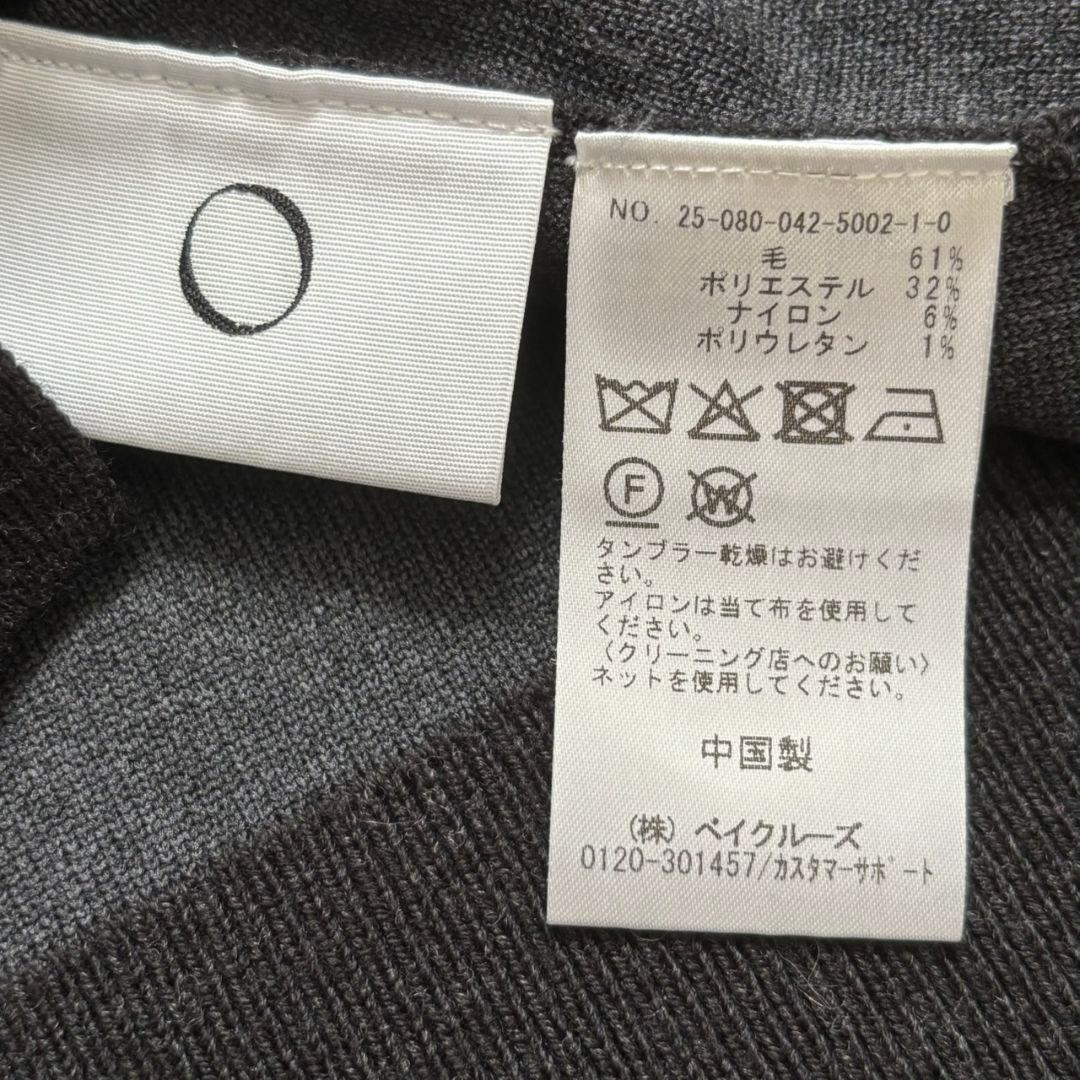 O
NO. 25-080-042-5002-1-0
毛 61%
ポリエステル 32%
ナイロン 6%
ポリウレタン 1%
F W
タンブラー乾燥はお避けくだ
さい。
アイロンは当て布を使用して
ください。
〈クリーニング店へのお願い〉
ネットを使用してください。
中国製
(株) ベイクルーズ
0120-301457/カスタマーサポート